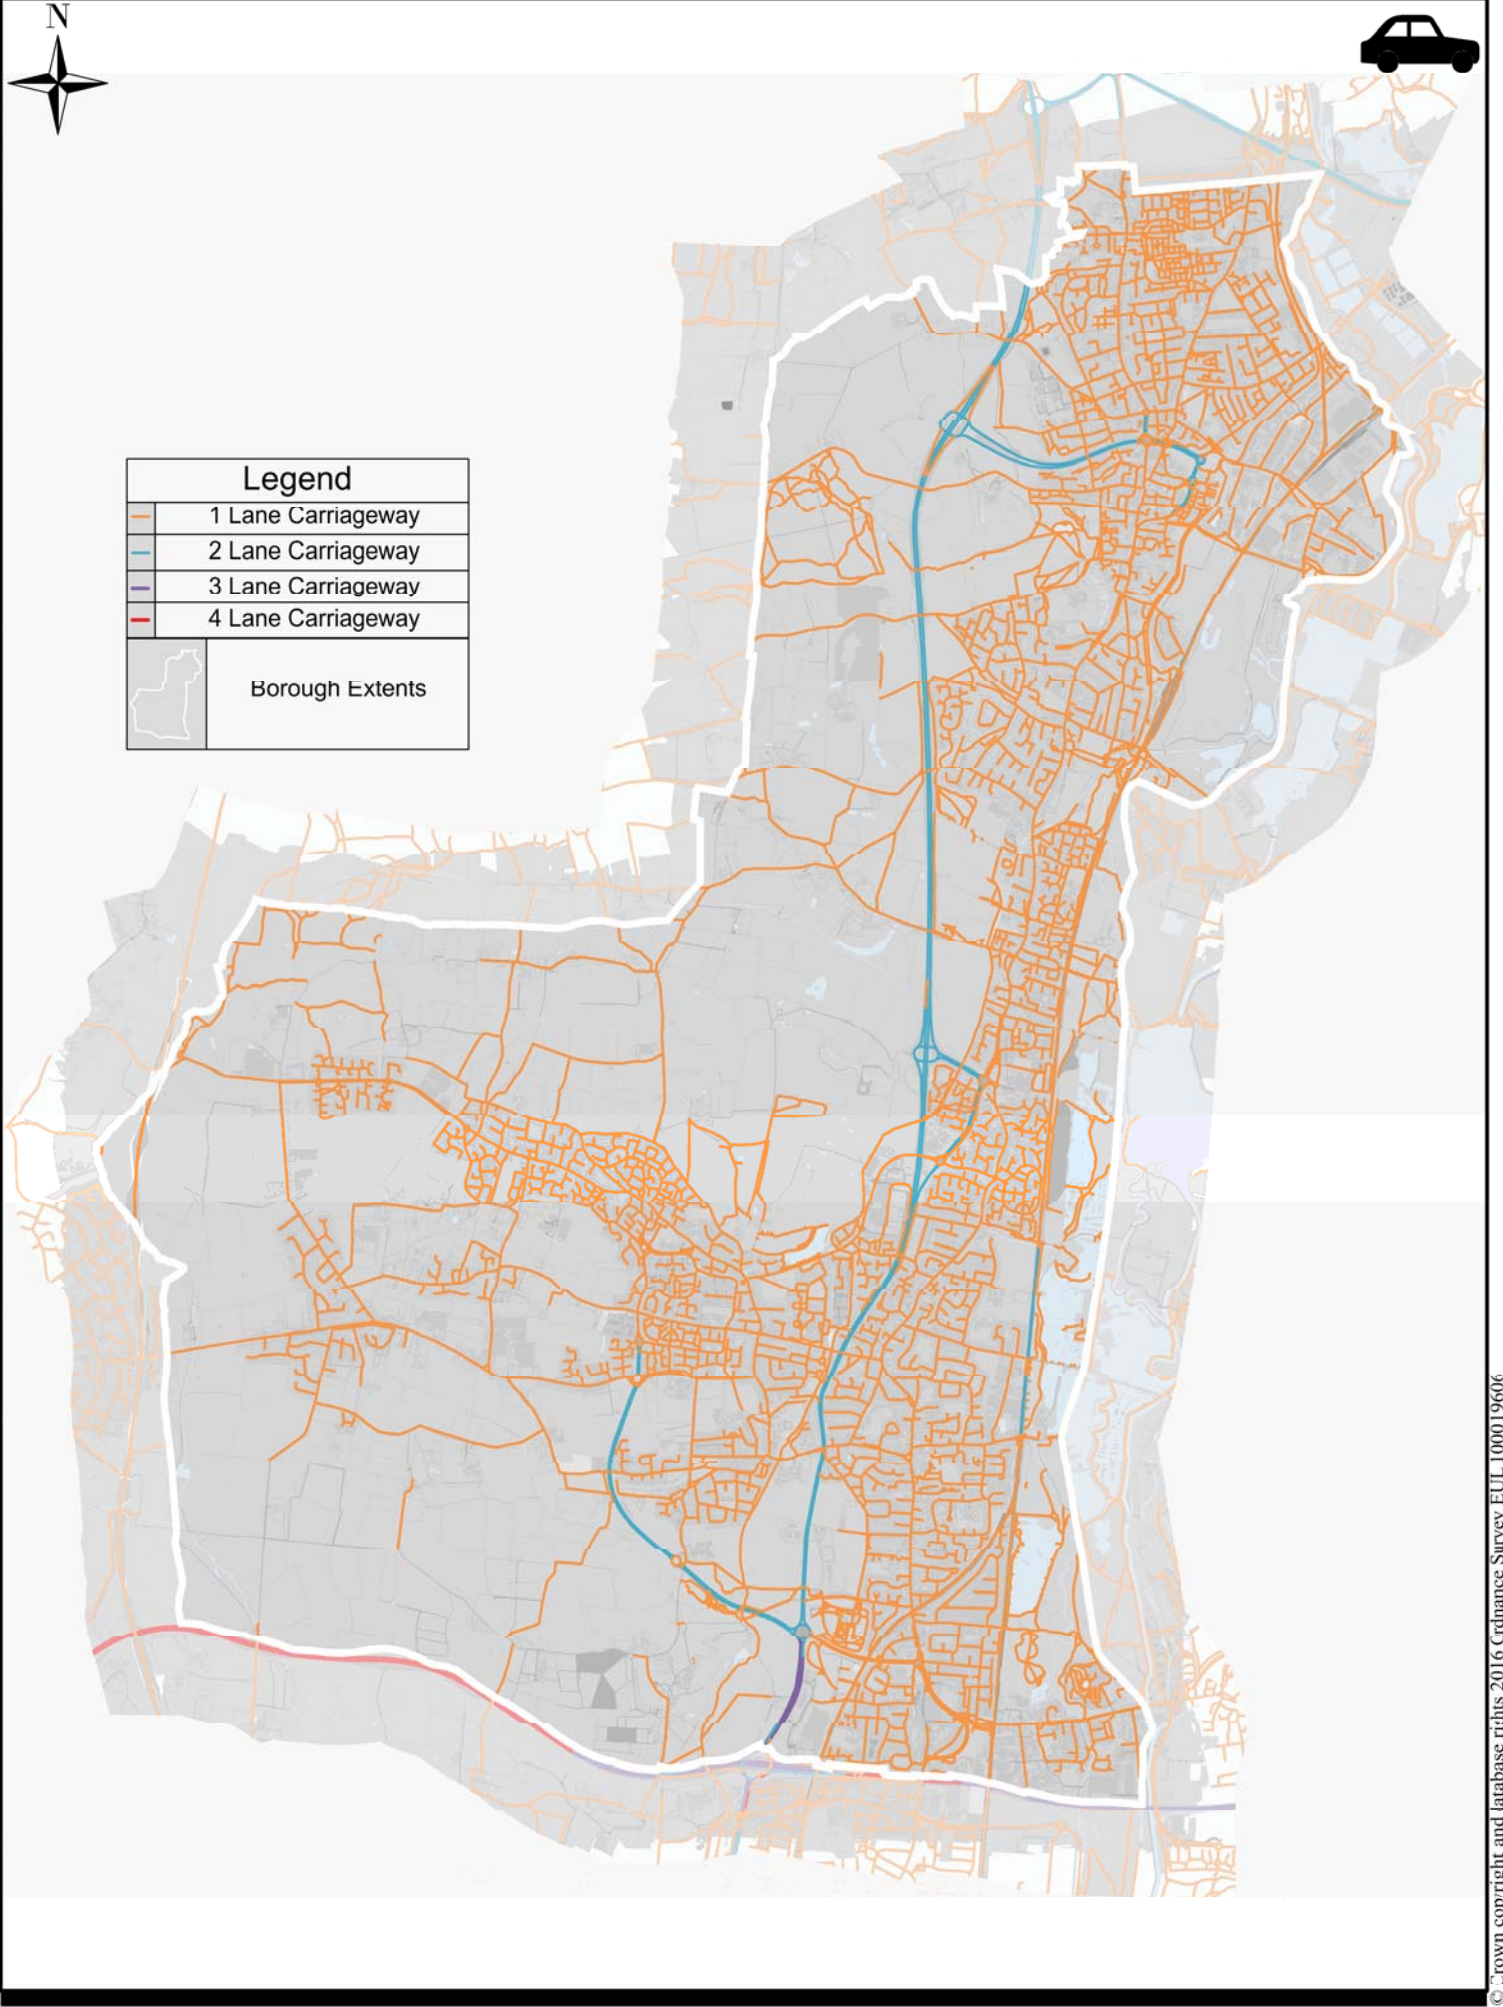 N
Legend
1 Lane Carriageway
2 Lane Carriageway
3 Lane Carriageway
4 Lane Carriageway
Borough Extents
© Crown copyright and database rights 2016 Ordnance Survey EUL 100019606